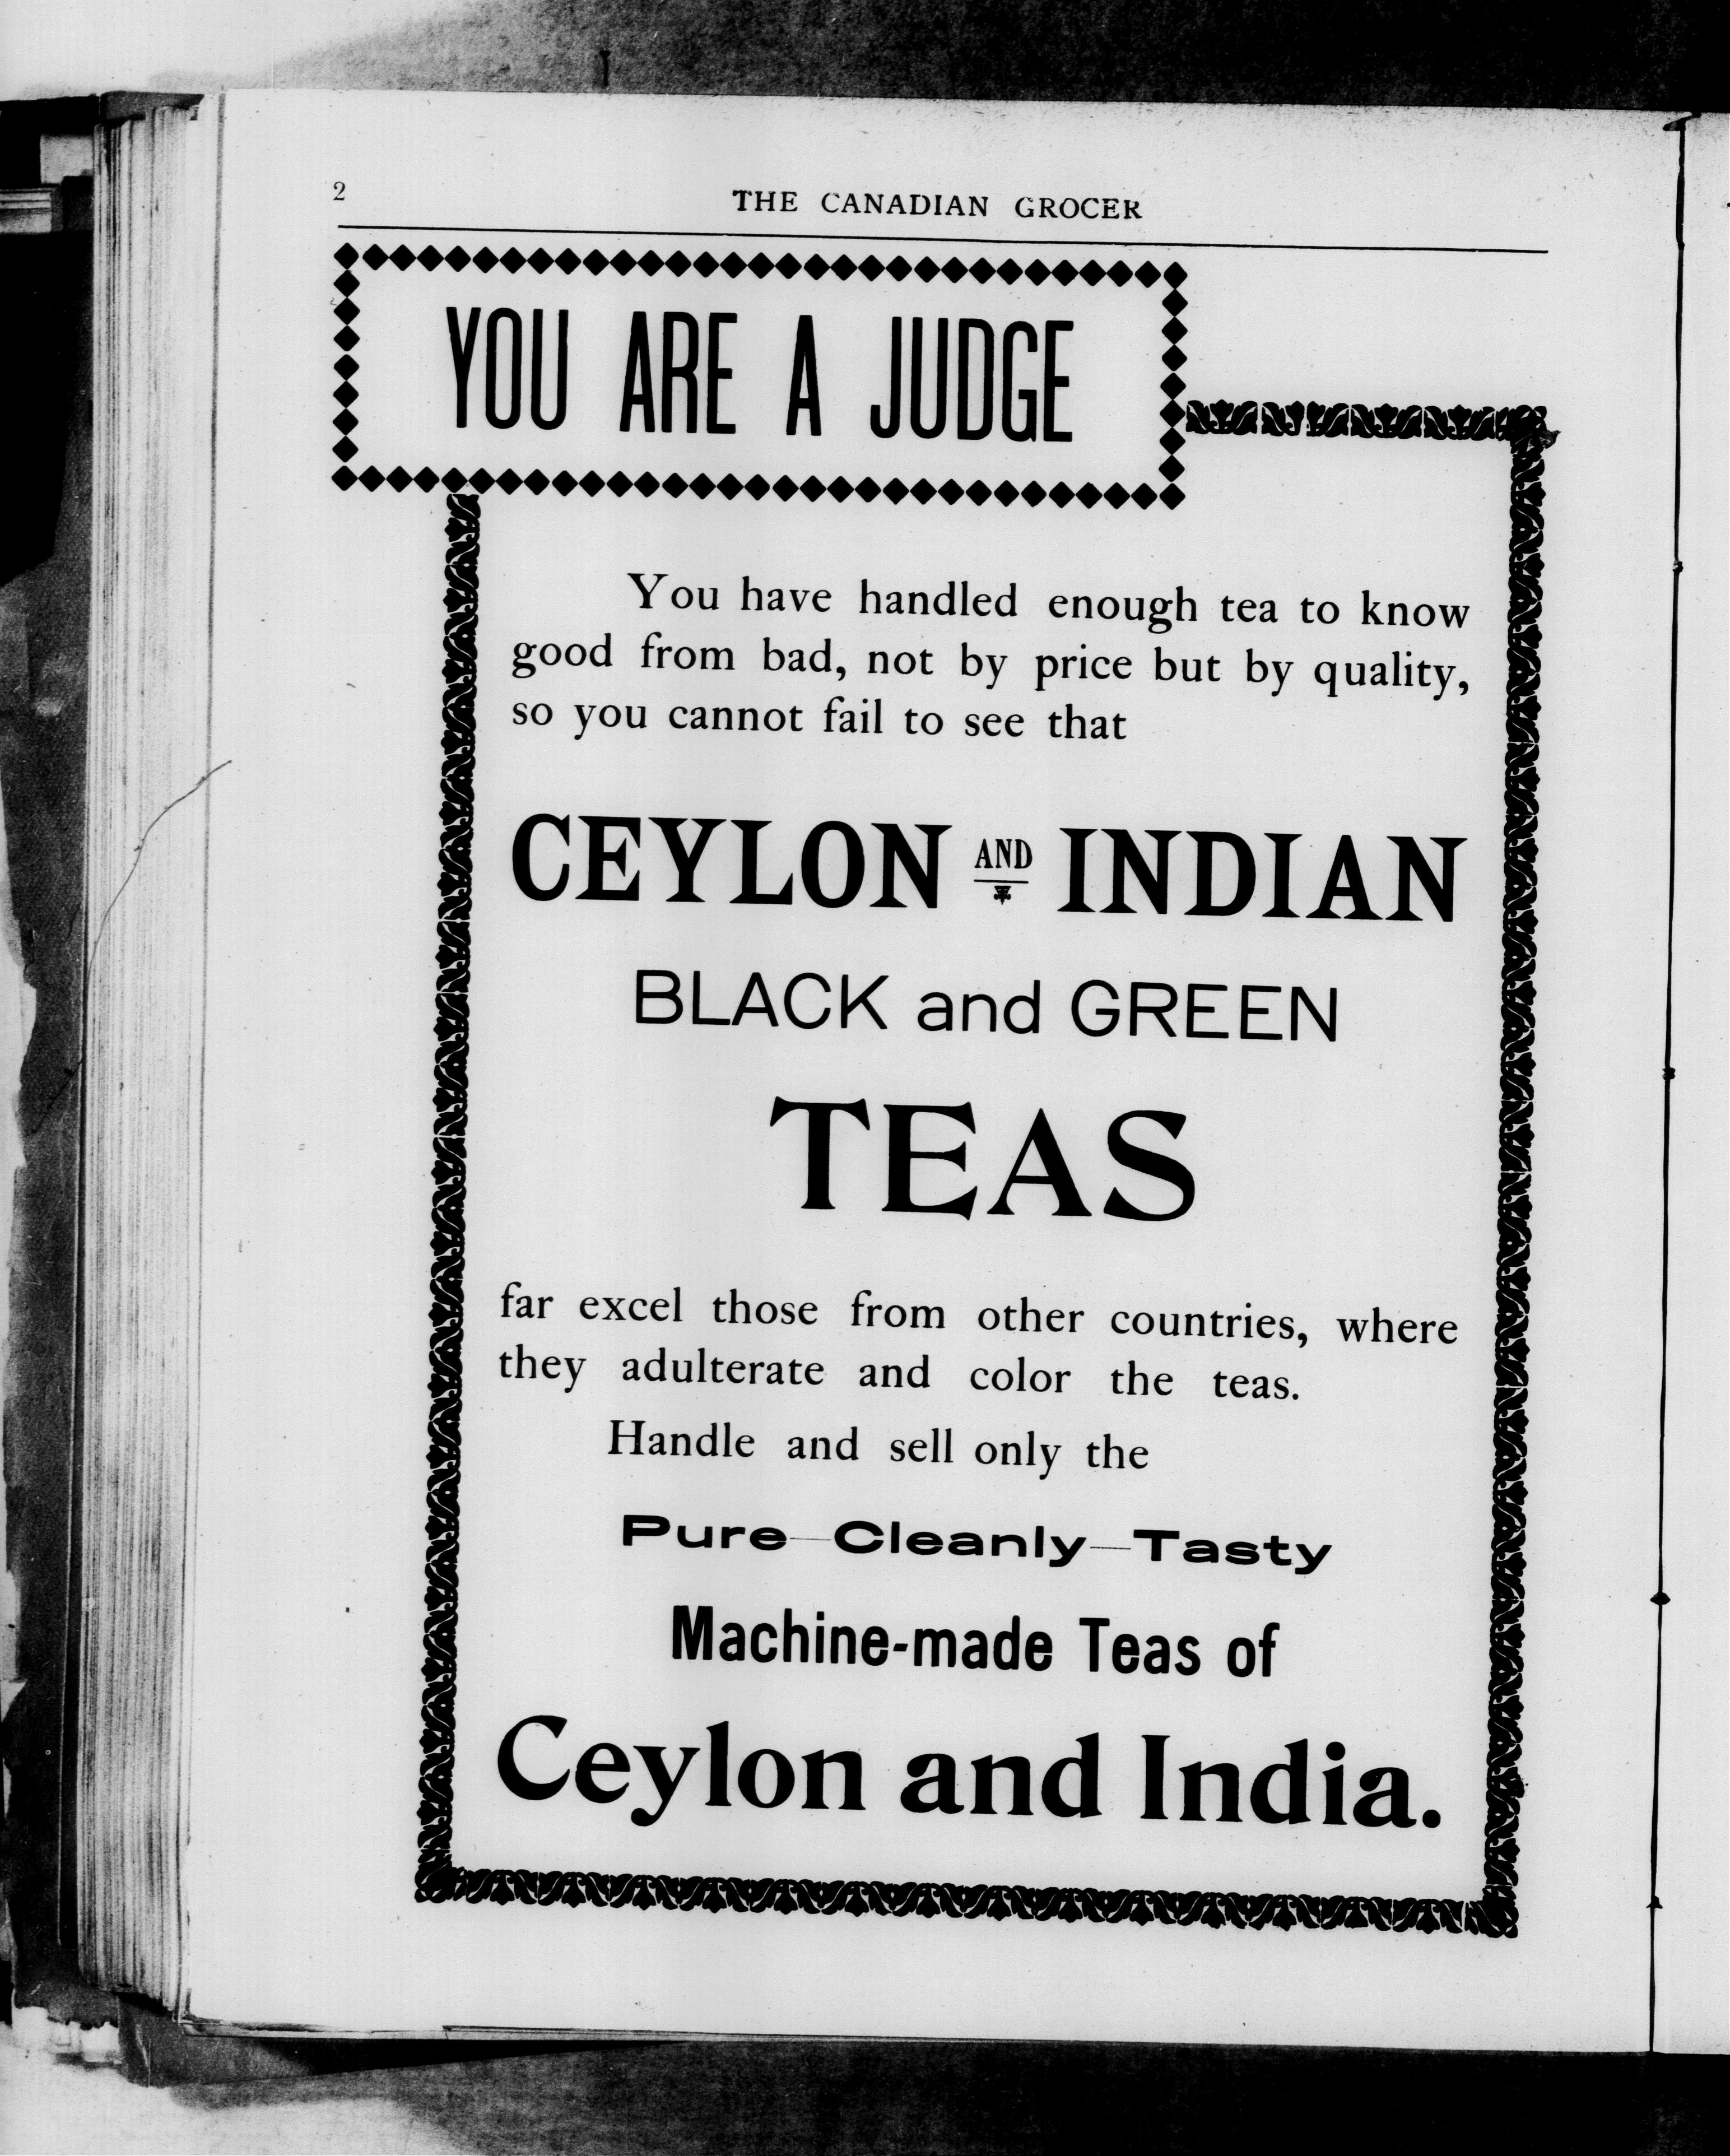 2
THE CANADIAN GROCER
YOU ARE A JUDGE
You have handled enough tea to know
good from bad, not by price but by quality,
so you cannot fail to see that
CEYLON AND INDIAN
BLACK and GREEN
TEAS
far excel those from other countries, where
they adulterate and color the teas.
Handle and sell only the
Pure—Cleanly—Tasty
Machine-made Teas of
Ceylon and India.